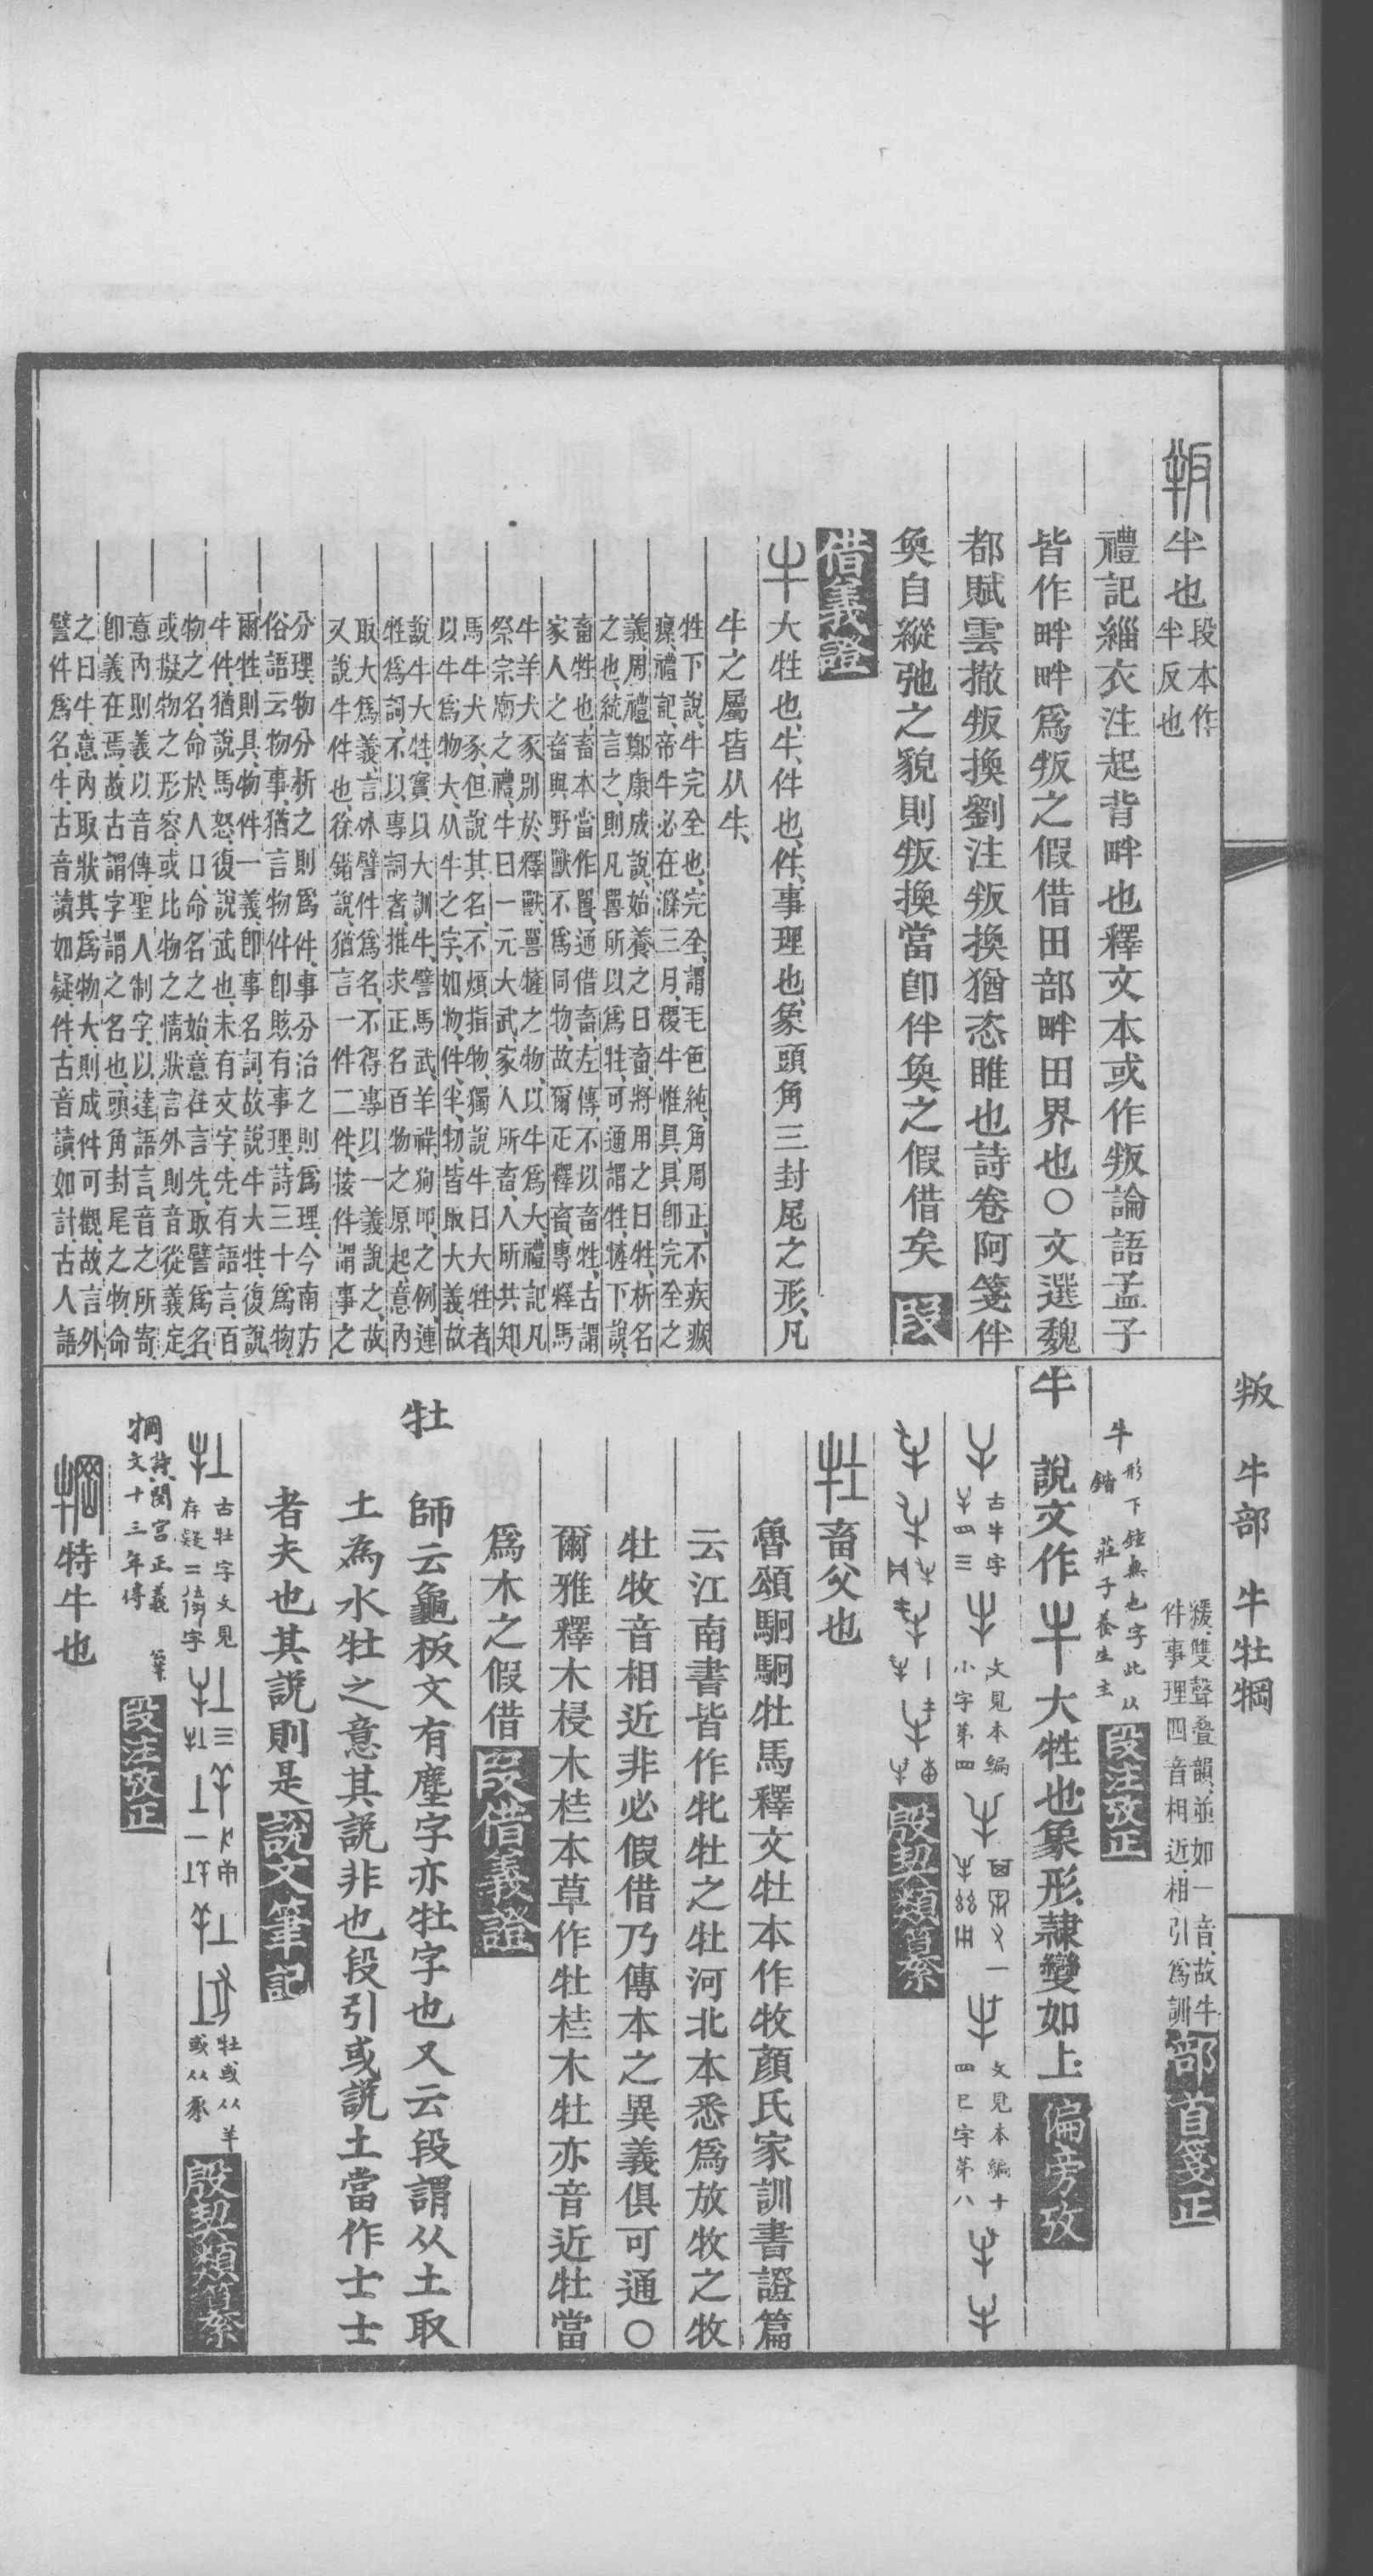 叛 牛部 牛牡犅
半也段本作
半反也
禮記緇衣注起背畔也釋文本或作叛論語孟子
皆作畔畔爲叛之假借田部畔田界也○文選魏
都賦雲撤叛換劉注叛換猶恣睢也詩卷阿箋伴
奐自縱弛之貌則叛換當卽伴奐之假借矣 段
借義證
大牲也、牛、件也、件、事理也、象頭角三封尾之形、凡
牛之屬皆从牛、
牲下說、牛完全也、完全、謂毛色純、角周正、不疾瘯
瘰、禮記、帝牛必在滌三月、稷牛惟具、具卽完全之
義、周禮鄭康成說、始養之曰畜、將用之曰牲、析名
之也、統言之、則凡嘼所以爲牲、可通謂牲、㹌下說、
畜牲也、畜本當作嘼、通借畜、左傳、不以畜牲、古謂
家人之畜與野獸不爲同物、故爾疋釋畜、專釋馬
牛羊犬豕、別於釋獸、嘼㹌之物、以牛爲大、禮記、凡
祭宗廟之禮、牛曰一元大武、家人所畜、人所共知、
馬牛犬豕、但說其名、不煩指物、獨說牛曰大牲者
以牛爲物大、从牛之字、如物、件、半、牣、皆取大義、故
說牛大牲、實以大訓牛、譬馬武、羊祥、狗叩、之例、連
牲爲詞、不以專詞者、推求正名百物之原起、意內
取大爲義、言外譬件爲名、不得專以一義說之、故
又說牛件也、徐鍇說猶言一件二件、接件謂事之
分理、物分析之則爲件、事分治之則爲理、今南方
俗語云物事、猶言物件、卽賅有事理、詩三十爲物
爾牲則具、物件一義、卽事名詞、故說牛大牲、復說
牛件、猶說馬怒、復說武也、未有文字、先有語言、百
物之名、命於人口、命名之始、意在言先、取譬爲名
或擬物之形容、或比物之情狀、言外則音從義定
意內則義以音傳、聖人制字、以達語言、音之所寄
卽義在焉、故古謂字謂之名也、頭角封尾之物、命
之曰牛、意內取狀其爲物大、則成件可觀、故言外
譬件爲名、牛、古音讀如疑、件、古音讀如計、古人語
猨、雙聲叠韻、並如一音、故牛
件事理四音相近、相引爲訓 部首箋正
牛 形下鍇無也字此以
鍇 莊子養生主 段注攷正
牛 說文作 大牲也象形隸變如上 偏旁攷
古牛字 四三 文見本編小字第四 文見本編十四巳字第八
殷契類纂
畜父也
魯頌駉駉牡馬釋文牡本作牧顏氏家訓書證篇
云江南書皆作牝牡之牡河北本悉爲放牧之牧
牡牧音相近非必假借乃傳本之異義俱可通○
爾雅釋木梫木桂本草作牡桂木牡亦音近牡當
爲木之假借 段借義證
牡 師云龜板文有塵字亦牡字也又云段謂从土取
土為水牡之意其說非也段引或說土當作士士
者夫也其說則是 說文筆記
古牡字文見存疑 牡或从羊或从豕 殷契類纂
犅 詩閟宮正義 文十三年傳 段注攷正
特牛也